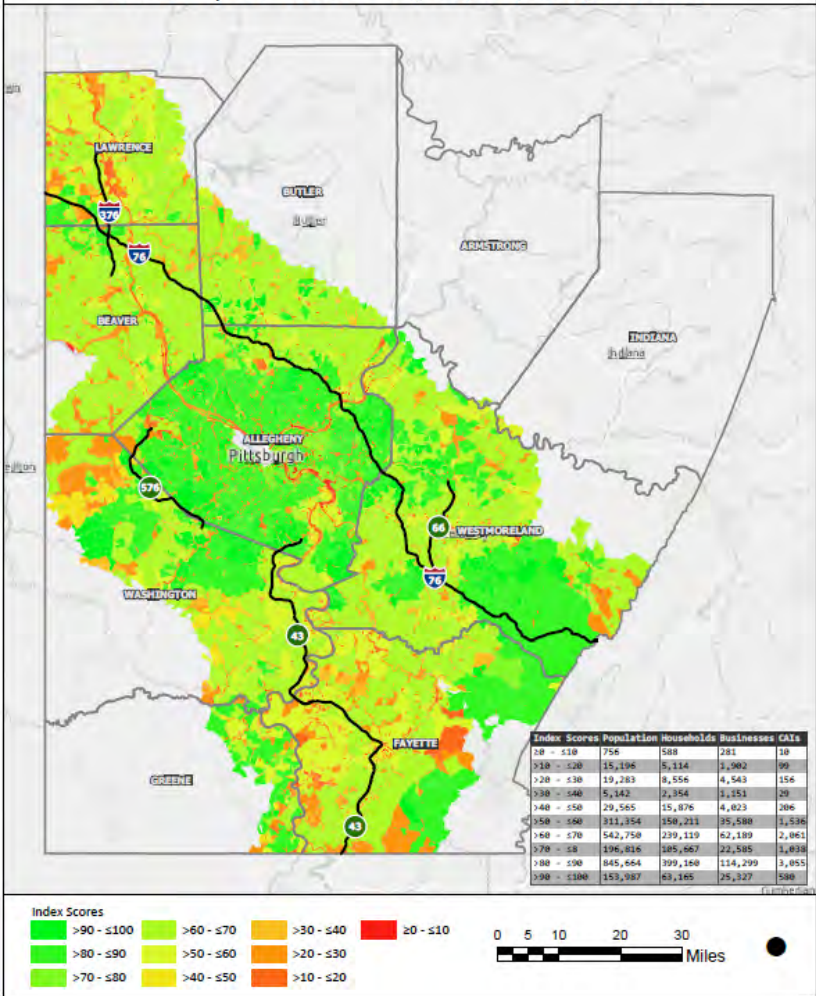 LAWRENCE
376
BUTLER
Butler
76
ARMSTRONG
BEAVER
INDIANA
Indiana
ALLEGHENY
Pittsburgh
576
66
WESTMORELAND
76
WASHINGTON
43
FAYETTE
GREENE
43
Index Scores Population Households Businesses CAIs
≥0 - ≤10 756 588 281 10
>10 - ≤20 15,196 5,114 1,902 99
>20 - ≤30 19,283 8,556 4,543 156
>30 - ≤40 5,142 2,354 1,151 29
>40 - ≤50 29,565 15,876 4,023 206
>50 - ≤60 311,354 150,211 35,580 1,536
>60 - ≤70 542,750 239,119 62,189 2,061
>70 - ≤8 196,816 105,667 22,585 1,038
>80 - ≤90 845,664 399,160 114,299 3,055
>90 - ≤100 153,987 63,165 25,327 580
Index Scores
>90 - ≤100 >60 - ≤70 >30 - ≤40 ≥0 - ≤10
>80 - ≤90 >50 - ≤60 >20 - ≤30
>70 - ≤80 >40 - ≤50 >10 - ≤20
0 5 10 20 30
Miles